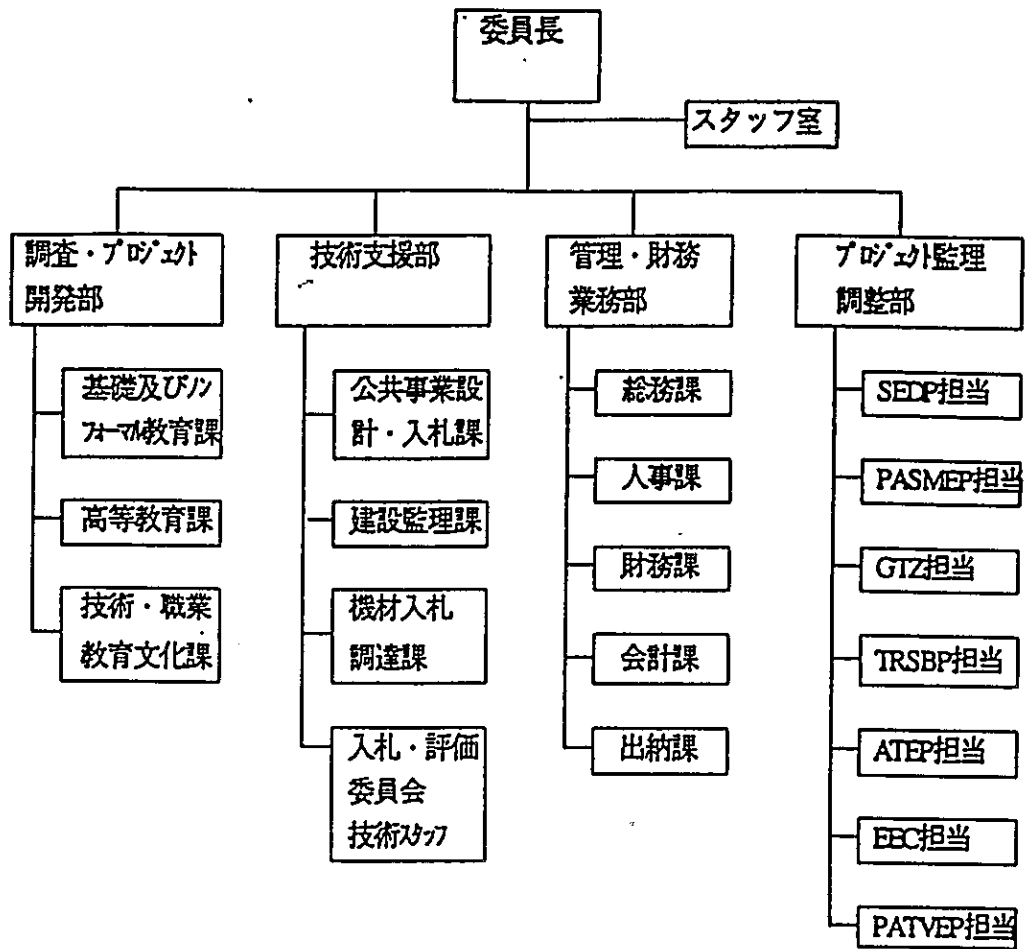 委員長
スタッフ室
調査・プロジェクト
開発部
技術支援部
管理・財務
業務部
プロジェクト監理
調整部
基礎及びノン
フォーマル教育課
高等教育課
技術・職業
教育文化課
公共事業設
計・入札課
建設監理課
機材入札
調達課
入札・評価
委員会
技術スタッフ
総務課
人事課
財務課
会計課
出納課
SEDP担当
PASMEP担当
GTZ担当
TRSBP担当
ATEP担当
EEC担当
PATVEP担当